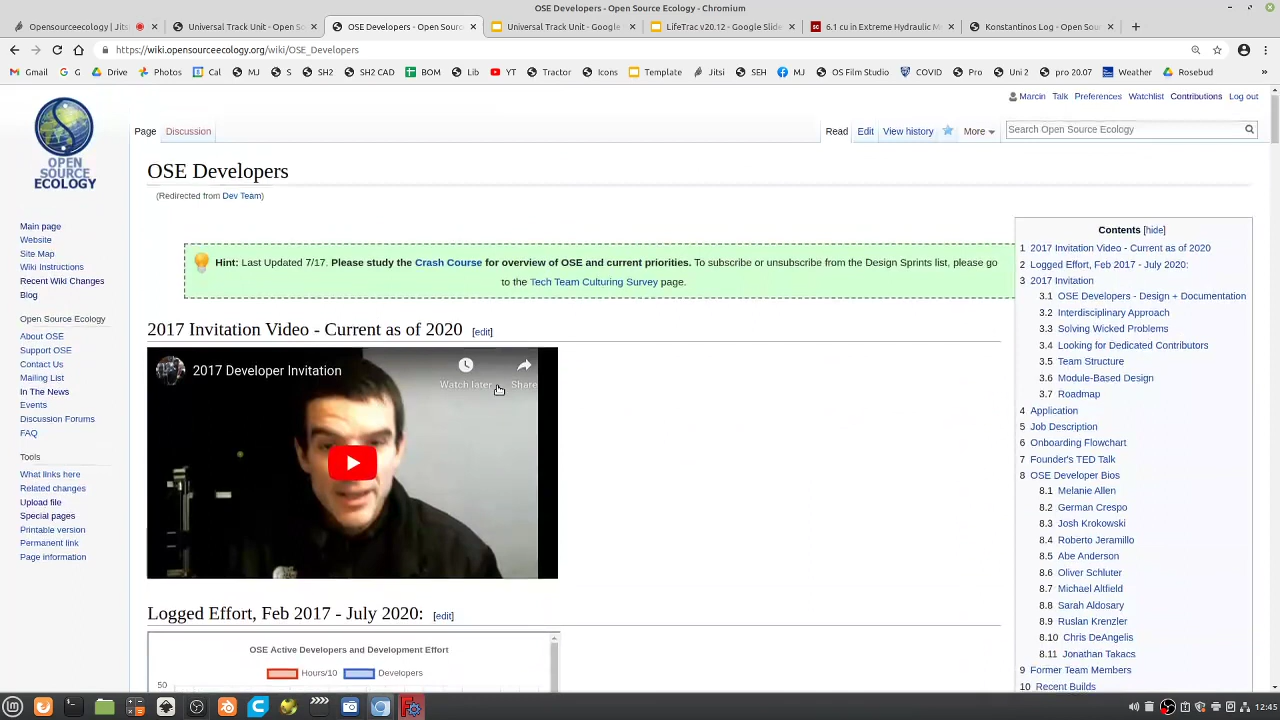 OSE Developers - Open Source Ecology - Chromium
Opensourceecology | Jits
Universal Track Unit - Open So
OSE Developers - Open Sourc
Universal Track Unit - Google
LifeTrac v20.12 - Google Slide
6.1 cu in Extreme Hydraulic M
Konstantinos Log - Open Sour
https://wiki.opensourceecology.org/wiki/OSE_Developers
Gmail
G
Drive
Photos
Cal
MJ
S
SH2
SH2 CAD
BOM
Lib
YT
Tractor
Icons
Template
Jitsi
SEH
MJ
OS Film Studio
COVID
Pro
Uni 2
pro 20.07
Weather
Rosebud
»
Marcin Talk Preferences Watchlist Contributions Log out
Page Discussion
Read Edit View history More
Search Open Source Ecology
OPEN
SOURCE
ECOLOGY
Main page
Website
Site Map
Wiki Instructions
Recent Wiki Changes
Blog
Open Source Ecology
About OSE
Support OSE
Contact Us
Mailing List
In The News
Events
Discussion Forums
FAQ
Tools
What links here
Related changes
Upload file
Special pages
Printable version
Permanent link
Page information
OSE Developers
(Redirected from Dev Team)
Hint: Last Updated 7/17. Please study the Crash Course for overview of OSE and current priorities. To subscribe or unsubscribe from the Design Sprints list, please go
to the Tech Team Culturing Survey page.
2017 Invitation Video - Current as of 2020 [edit]
2017 Developer Invitation
Watch later
Share
Logged Effort, Feb 2017 - July 2020: [edit]
OSE Active Developers and Development Effort
Hours/10 Developers
50
Contents [hide]
1 2017 Invitation Video - Current as of 2020
2 Logged Effort, Feb 2017 - July 2020:
3 2017 Invitation
3.1 OSE Developers - Design + Documentation
3.2 Interdisciplinary Approach
3.3 Solving Wicked Problems
3.4 Looking for Dedicated Contributors
3.5 Team Structure
3.6 Module-Based Design
3.7 Roadmap
4 Application
5 Job Description
6 Onboarding Flowchart
7 Founder's TED Talk
8 OSE Developer Bios
8.1 Melanie Allen
8.2 German Crespo
8.3 Josh Krokowski
8.4 Roberto Jeramillo
8.5 Abe Anderson
8.6 Oliver Schluter
8.7 Michael Altfield
8.8 Sarah Aldosary
8.9 Ruslan Krenzler
8.10 Chris DeAngelis
8.11 Jonathan Takacs
9 Former Team Members
10 Recent Builds
12:45